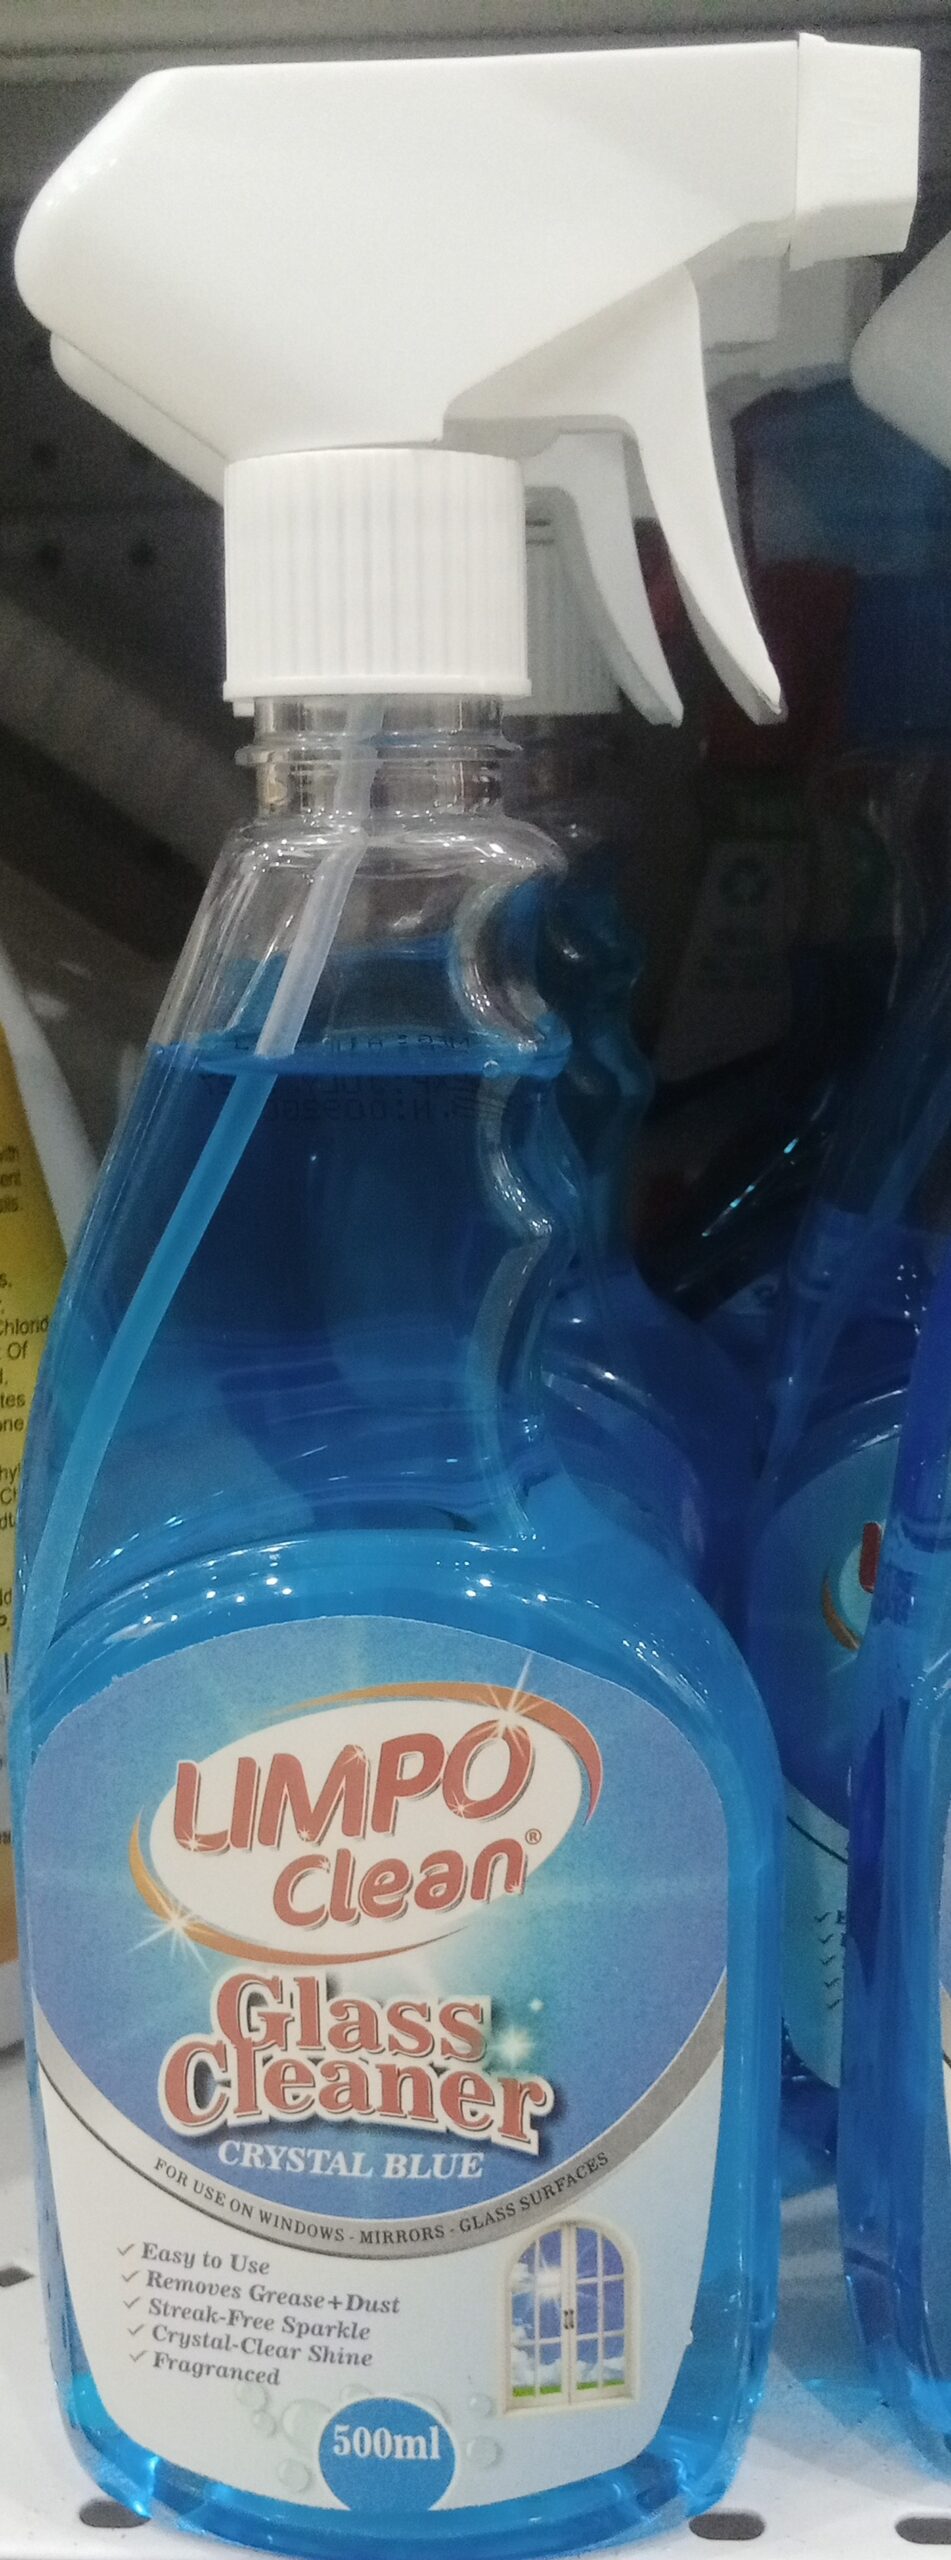 LIMPO
Clean®
Glass
Cleaner
CRYSTAL BLUE
FOR USE ON WINDOWS - MIRRORS - GLASS SURFACES
✓ Easy to Use
✓ Removes Grease+Dust
✓ Streak-Free Sparkle
✓ Crystal-Clear Shine
✓ Fragranced
500ml